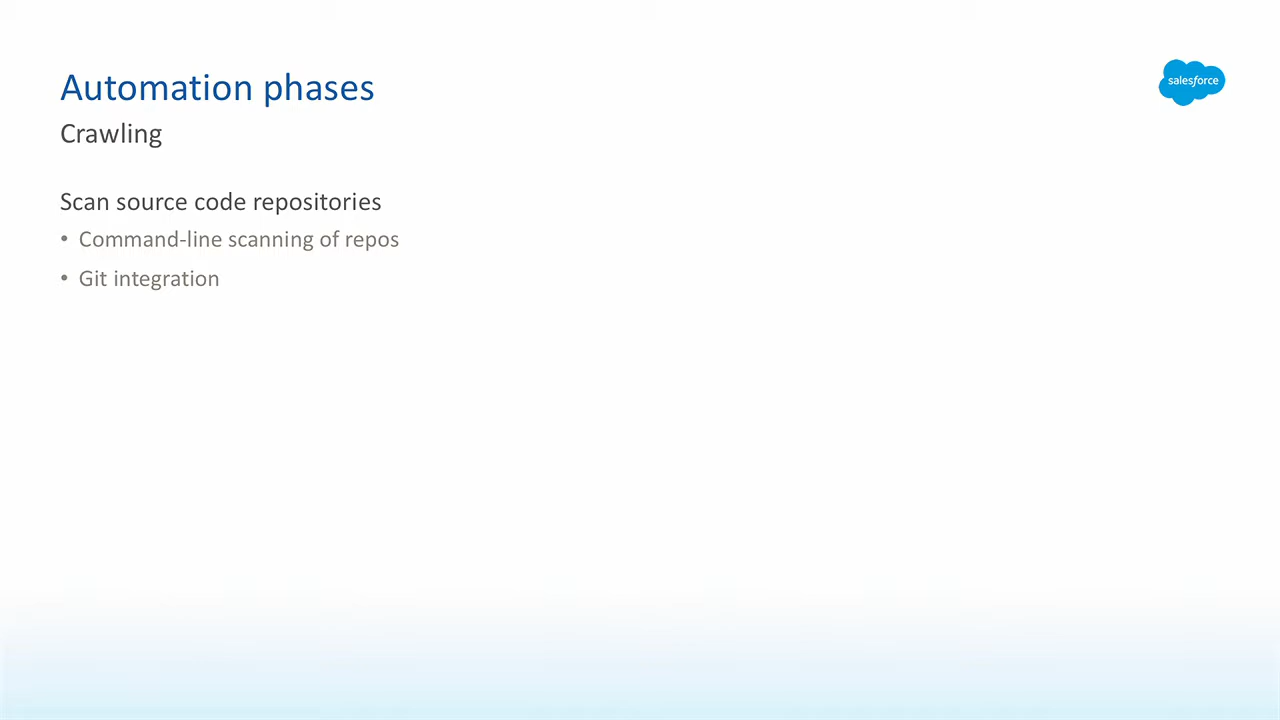 Automation phases
salesforce
Crawling
Scan source code repositories
• Command-line scanning of repos
• Git integration